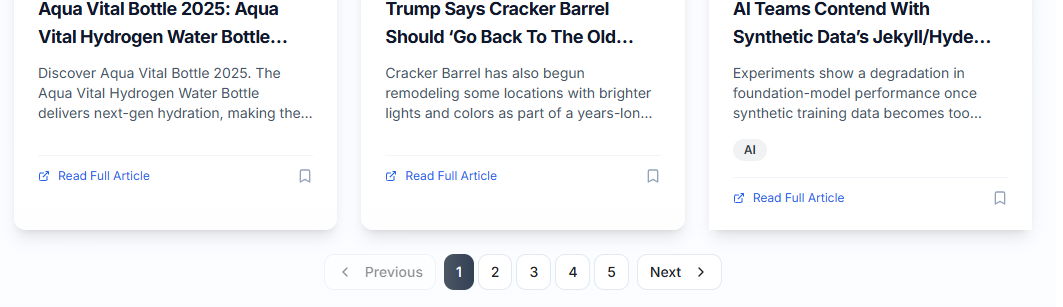 Aqua Vital Bottle 2025: Aqua
Vital Hydrogen Water Bottle...
Discover Aqua Vital Bottle 2025. The
Aqua Vital Hydrogen Water Bottle
delivers next-gen hydration, making the...
Read Full Article
Trump Says Cracker Barrel
Should ‘Go Back To The Old...
Cracker Barrel has also begun
remodeling some locations with brighter
lights and colors as part of a years-lon...
Read Full Article
AI Teams Contend With
Synthetic Data’s Jekyll/Hyde...
Experiments show a degradation in
foundation-model performance once
synthetic training data becomes too...
AI
Read Full Article
Previous 1 2 3 4 5 Next